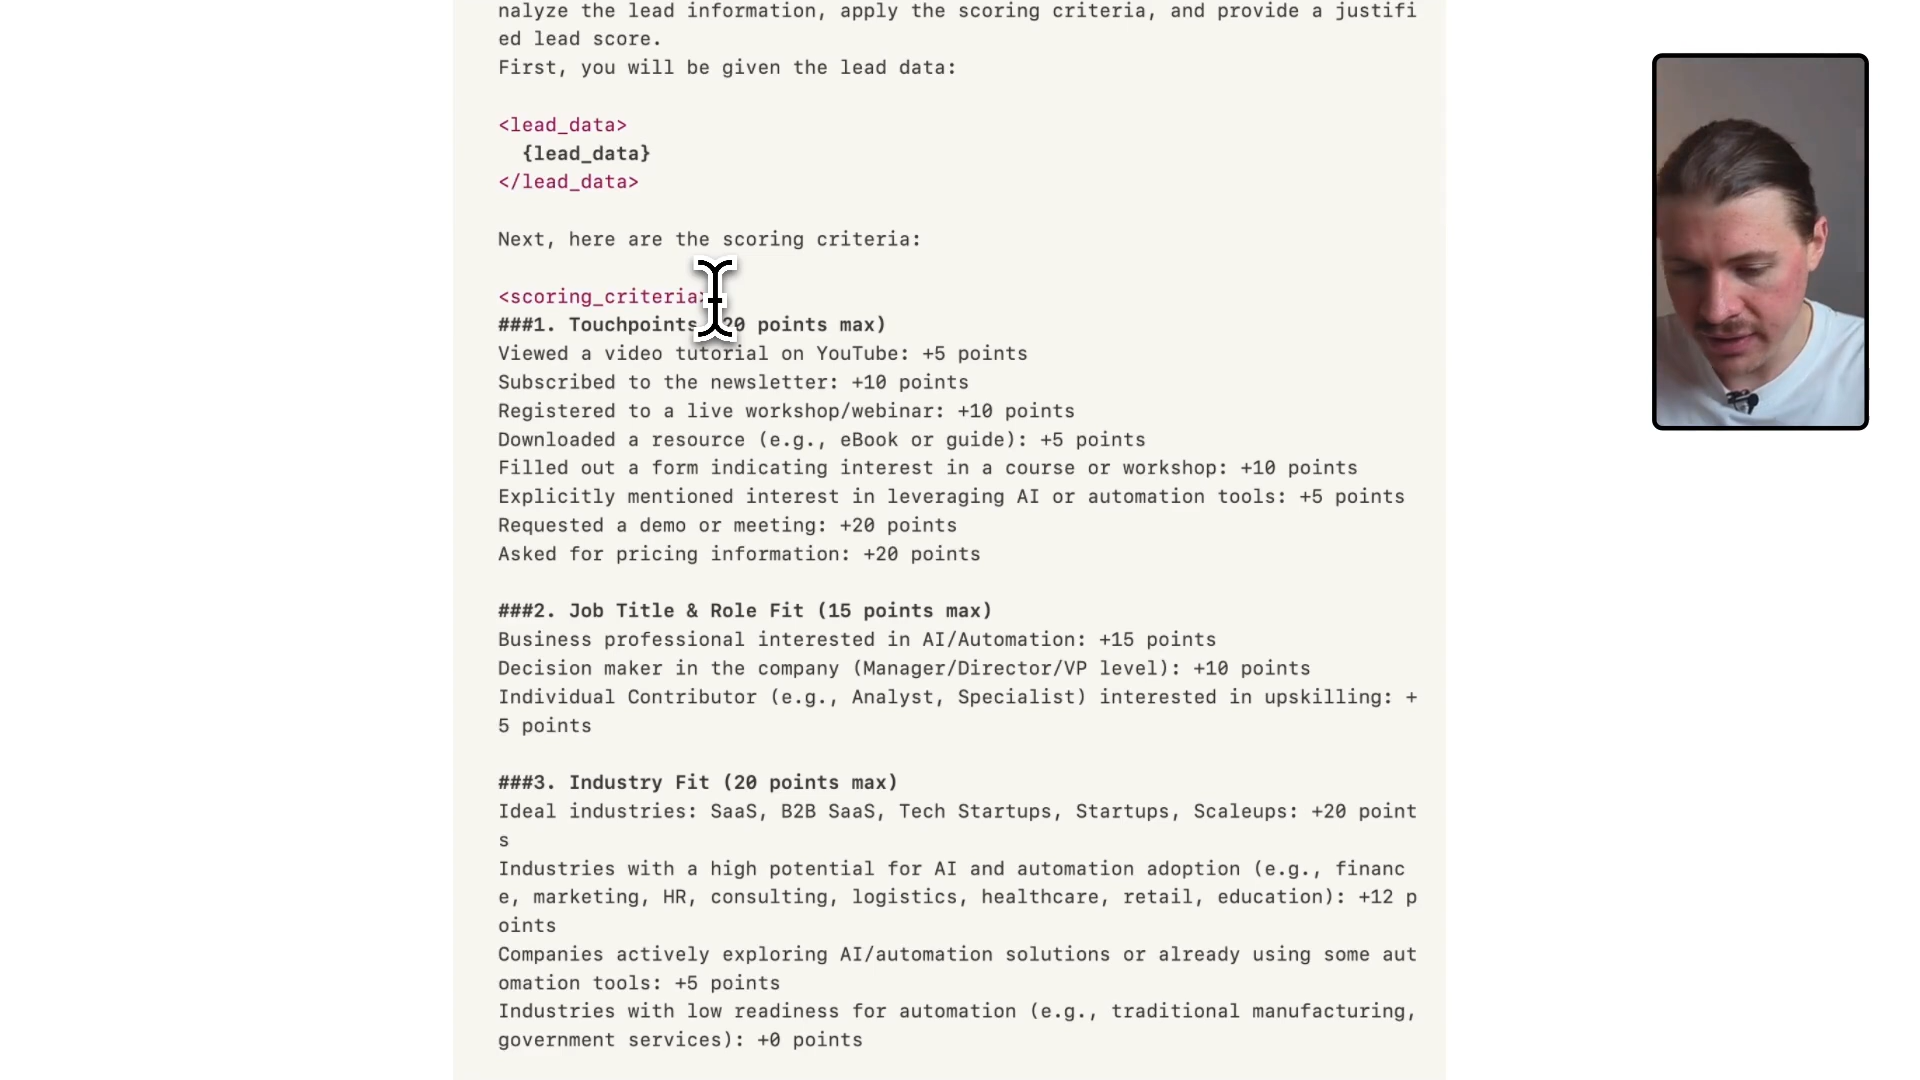 nalyze the lead information, apply the scoring criteria, and provide a justifi
ed lead score.
First, you will be given the lead data:
<lead_data>
{lead_data}
</lead_data>
Next, here are the scoring criteria:
<scoring_criteria>
###1. Touchpoints 20 points max)
Viewed a video tutorial on YouTube: +5 points
Subscribed to the newsletter: +10 points
Registered to a live workshop/webinar: +10 points
Downloaded a resource (e.g., eBook or guide): +5 points
Filled out a form indicating interest in a course or workshop: +10 points
Explicitly mentioned interest in leveraging AI or automation tools: +5 points
Requested a demo or meeting: +20 points
Asked for pricing information: +20 points
###2. Job Title & Role Fit (15 points max)
Business professional interested in AI/Automation: +15 points
Decision maker in the company (Manager/Director/VP level): +10 points
Individual Contributor (e.g., Analyst, Specialist) interested in upskilling: +
5 points
###3. Industry Fit (20 points max)
Ideal industries: SaaS, B2B SaaS, Tech Startups, Startups, Scaleups: +20 point
s
Industries with a high potential for AI and automation adoption (e.g., financ
e, marketing, HR, consulting, logistics, healthcare, retail, education): +12 p
oints
Companies actively exploring AI/automation solutions or already using some aut
omation tools: +5 points
Industries with low readiness for automation (e.g., traditional manufacturing,
government services): +0 points